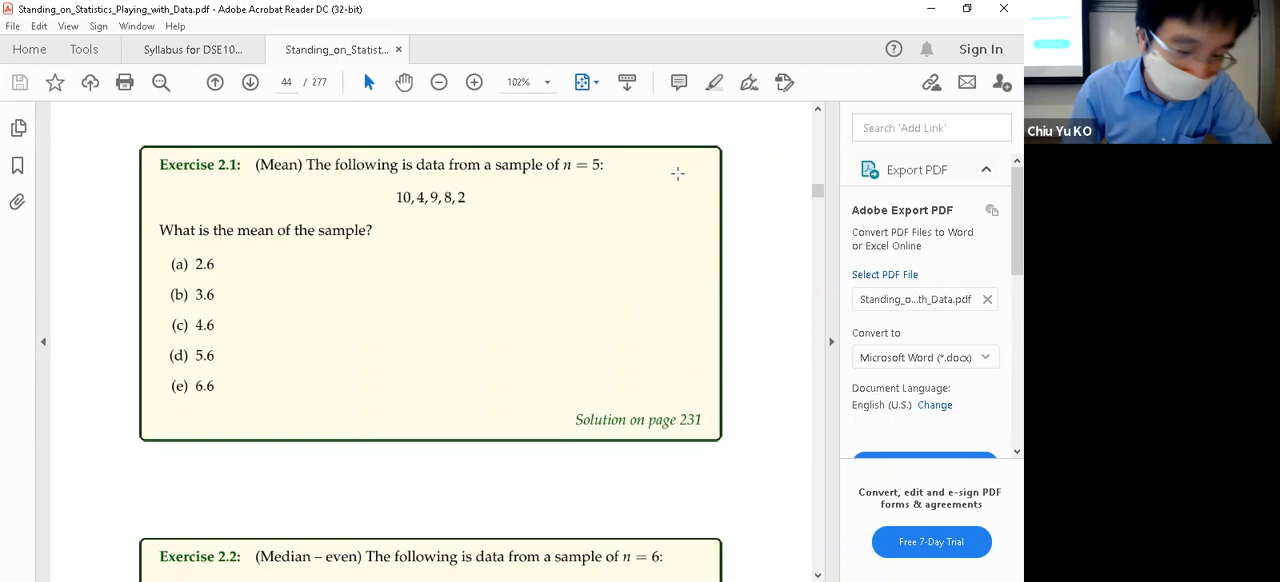 Standing_on_Statistics_Playing_with_Data.pdf - Adobe Acrobat Reader DC (32-bit)
File Edit View Sign Window Help
Home Tools Syllabus for DSE10... Standing_on_Statist... × Sign In
44 / 277 102%
Exercise 2.1: (Mean) The following is data from a sample of n = 5:
10, 4, 9, 8, 2
What is the mean of the sample?
(a) 2.6
(b) 3.6
(c) 4.6
(d) 5.6
(e) 6.6
Solution on page 231
Exercise 2.2: (Median – even) The following is data from a sample of n = 6:
Search 'Add Link'
Export PDF
Adobe Export PDF
Convert PDF Files to Word
or Excel Online
Select PDF File
Standing_o...th_Data.pdf
Convert to
Microsoft Word (*.docx)
Document Language:
English (U.S.) Change
Convert, edit and e-sign PDF
forms & agreements
Free 7-Day Trial
Chiu Yu KO